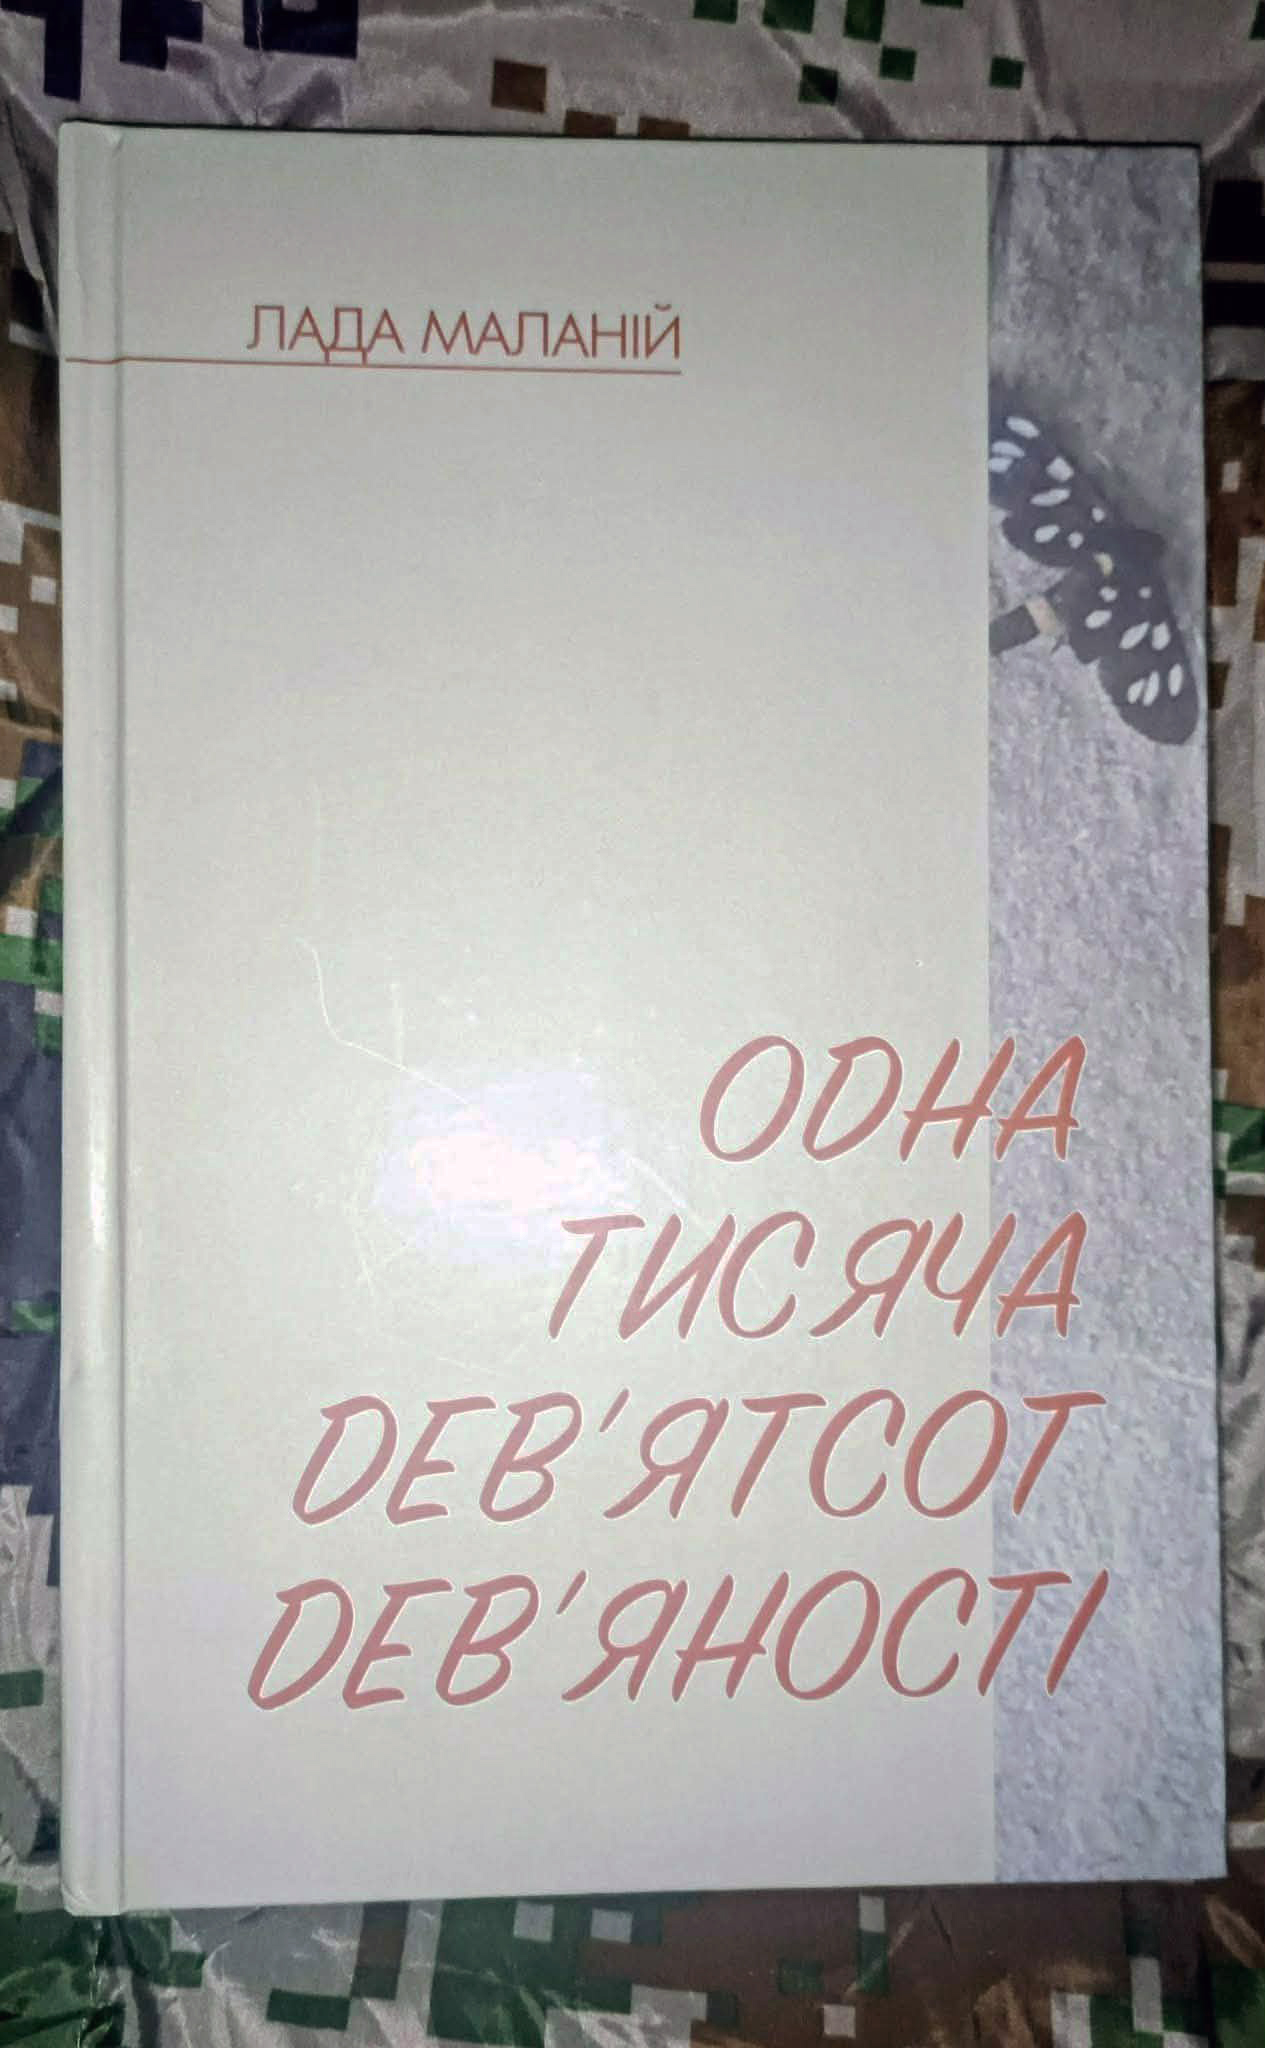 ЛАДА МАЛАНІЙ
ОДНА
ТИСЯЧА
ДЕВ'ЯТСОТ
ДЕВ'ЯНОСТІ